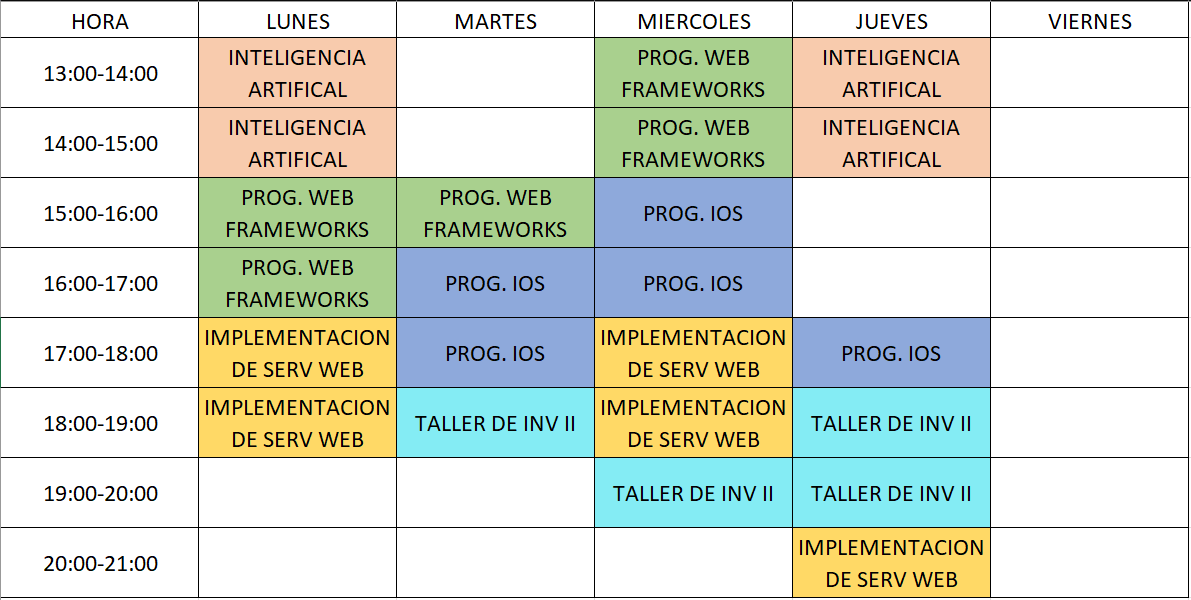 HORA LUNES MARTES MIERCOLES JUEVES VIERNES
13:00-14:00
INTELIGENCIA
ARTIFICAL
PROG. WEB
FRAMEWORKS
INTELIGENCIA
ARTIFICAL
14:00-15:00
INTELIGENCIA
ARTIFICAL
PROG. WEB
FRAMEWORKS
INTELIGENCIA
ARTIFICAL
15:00-16:00
PROG. WEB
FRAMEWORKS
PROG. WEB
FRAMEWORKS
PROG. IOS
16:00-17:00
PROG. WEB
FRAMEWORKS
PROG. IOS
PROG. IOS
17:00-18:00
IMPLEMENTACION
DE SERV WEB
PROG. IOS
IMPLEMENTACION
DE SERV WEB
PROG. IOS
18:00-19:00
IMPLEMENTACION
DE SERV WEB
TALLER DE INV II
IMPLEMENTACION
DE SERV WEB
TALLER DE INV II
19:00-20:00
TALLER DE INV II
TALLER DE INV II
20:00-21:00
IMPLEMENTACION
DE SERV WEB